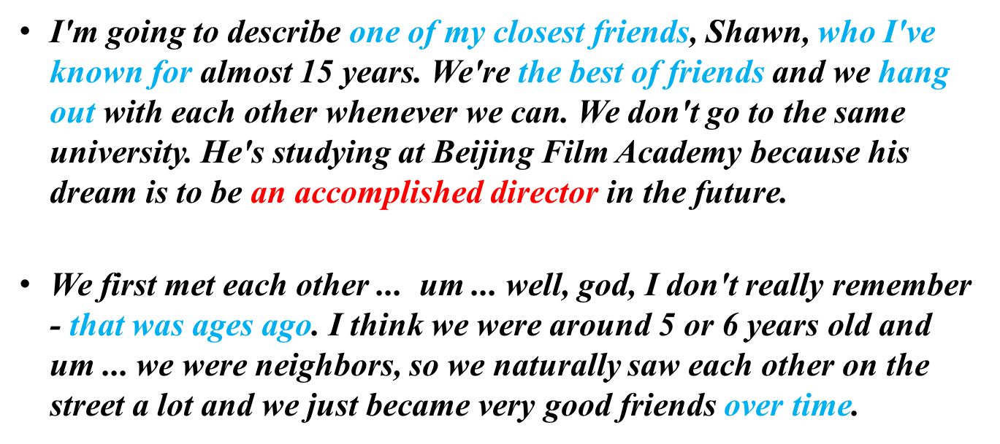 • I'm going to describe one of my closest friends, Shawn, who I've
known for almost 15 years. We're the best of friends and we hang
out with each other whenever we can. We don't go to the same
university. He's studying at Beijing Film Academy because his
dream is to be an accomplished director in the future.
• We first met each other ... um ... well, god, I don't really remember
- that was ages ago. I think we were around 5 or 6 years old and
um ... we were neighbors, so we naturally saw each other on the
street a lot and we just became very good friends over time.